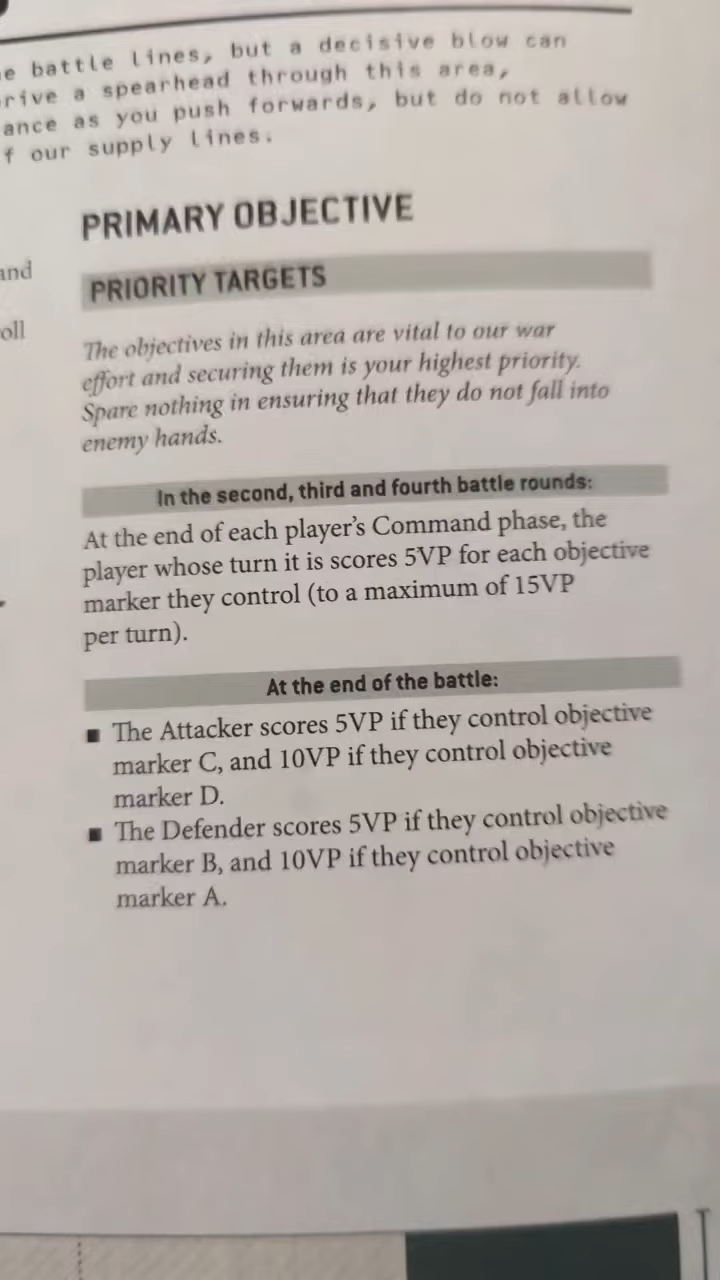 e battle lines, but a decisive blow can
rive a spearhead through this area,
ance as you push forwards, but do not allow
f our supply lines.
PRIMARY OBJECTIVE
and
PRIORITY TARGETS
oll
The objectives in this area are vital to our war
effort and securing them is your highest priority.
Spare nothing in ensuring that they do not fall into
enemy hands.
In the second, third and fourth battle rounds:
At the end of each player's Command phase, the
player whose turn it is scores 5VP for each objective
marker they control (to a maximum of 15VP
per turn).
At the end of the battle:
▪ The Attacker scores 5VP if they control objective
marker C, and 10VP if they control objective
marker D.
▪ The Defender scores 5VP if they control objective
marker B, and 10VP if they control objective
marker A.